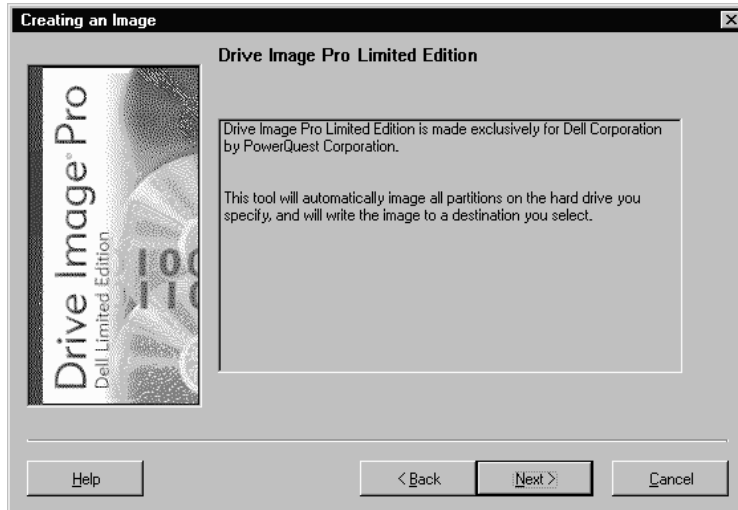 Creating an Image
Drive Image Pro Limited Edition
Drive Image Pro
Dell Limited Edition
100
110
Drive Image Pro Limited Edition is made exclusively for Dell Corporation
by PowerQuest Corporation.
This tool will automatically image all partitions on the hard drive you
specify, and will write the image to a destination you select.
Help
< Back
Next >
Cancel